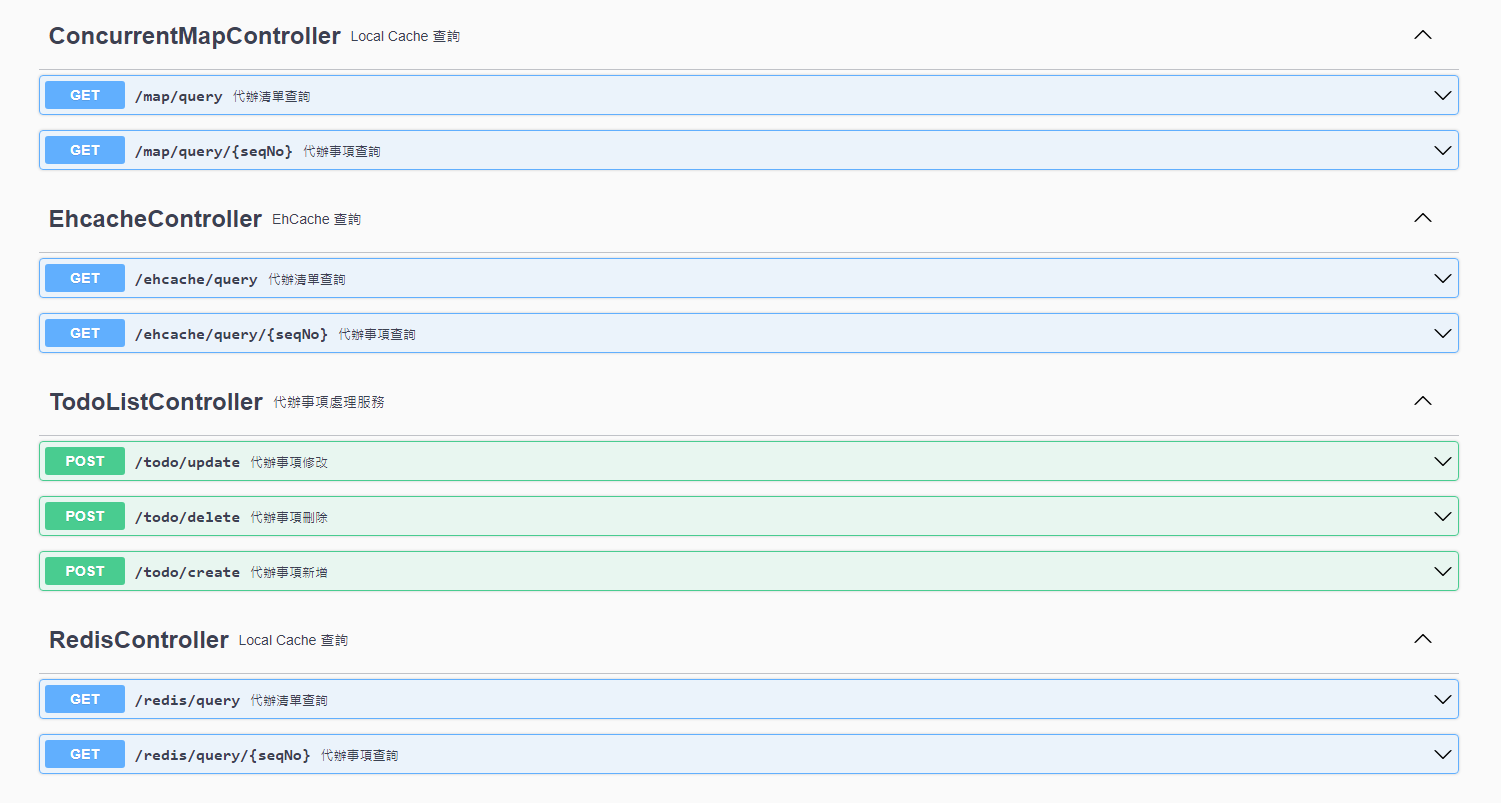 ConcurrentMapController Local Cache 查詢
GET /map/query 代辦清單查詢
GET /map/query/{seqNo} 代辦事項查詢
EhcacheController EhCache 查詢
GET /ehcache/query 代辦清單查詢
GET /ehcache/query/{seqNo} 代辦事項查詢
TodoListController 代辦事項處理服務
POST /todo/update 代辦事項修改
POST /todo/delete 代辦事項刪除
POST /todo/create 代辦事項新增
RedisController Local Cache 查詢
GET /redis/query 代辦清單查詢
GET /redis/query/{seqNo} 代辦事項查詢